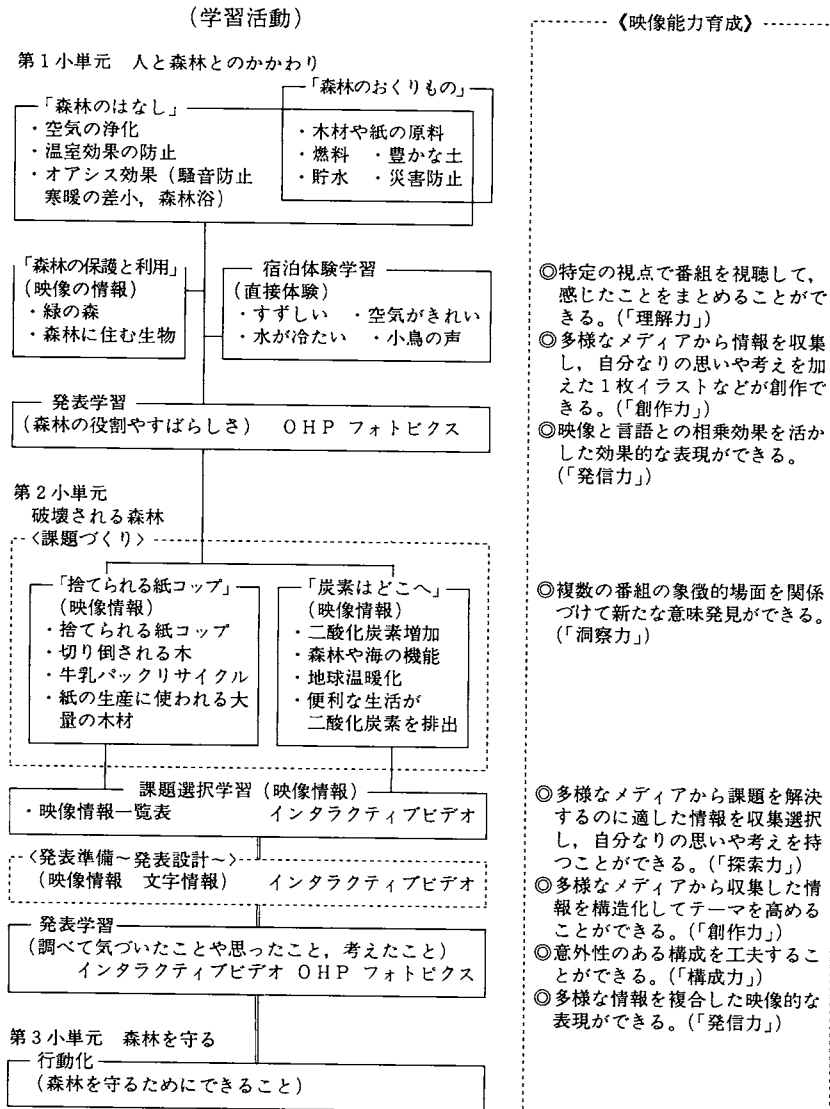 (学習活動)
第1小単元 人と森林とのかかわり
「森林のはなし」
・空気の浄化
・温室効果の防止
・オアシス効果(騒音防止
寒暖の差小,森林浴)
「森林のおくりもの」
・木材や紙の原料
・燃料 ・豊かな土
・貯水 ・災害防止
「森林の保護と利用」
(映像の情報)
・緑の森
・森林に住む生物
宿泊体験学習
(直接体験)
・すずしい ・空気がきれい
・水が冷たい ・小鳥の声
発表学習
(森林の役割やすばらしさ) OHP フォトビクス
第2小単元
破壊される森林
〈課題づくり〉
「捨てられる紙コップ」
(映像情報)
・捨てられる紙コップ
・切り倒される木
・牛乳パックリサイクル
・紙の生産に使われる大
量の木材
「炭素はどこへ」
(映像情報)
・二酸化炭素増加
・森林や海の機能
・地球温暖化
・便利な生活が
二酸化炭素を排出
課題選択学習(映像情報)
・映像情報一覧表 インタラクティブビデオ
〈発表準備~発表設計~〉
(映像情報 文字情報) インタラクティブビデオ
発表学習
(調べて気づいたことや思ったこと,考えたこと)
インタラクティブビデオ OHP フォトビクス
第3小単元 森林を守る
行動化
(森林を守るためにできること)
《映像能力育成》
◎特定の視点で番組を視聴して,
感じたことをまとめることがで
きる。(「理解力」)
◎多様なメディアから情報を収集
し,自分なりの思いや考えを加
えた1枚イラストなどが創作で
きる。(「創作力」)
◎映像と言語との相乗効果を活か
した効果的な表現ができる。
(「発信力」)
◎複数の番組の象徴的場面を関係
づけて新たな意味発見ができる。
(「洞察力」)
◎多様なメディアから課題を解決
するのに適した情報を収集選択
し,自分なりの思いや考えを持
つことができる。(「探索力」)
◎多様なメディアから収集した情
報を構造化してテーマを高める
ことができる。(「創作力」)
◎意外性のある構成を工夫するこ
とができる。(「構成力」)
◎多様な情報を複合した映像的な
表現ができる。(「発信力」)